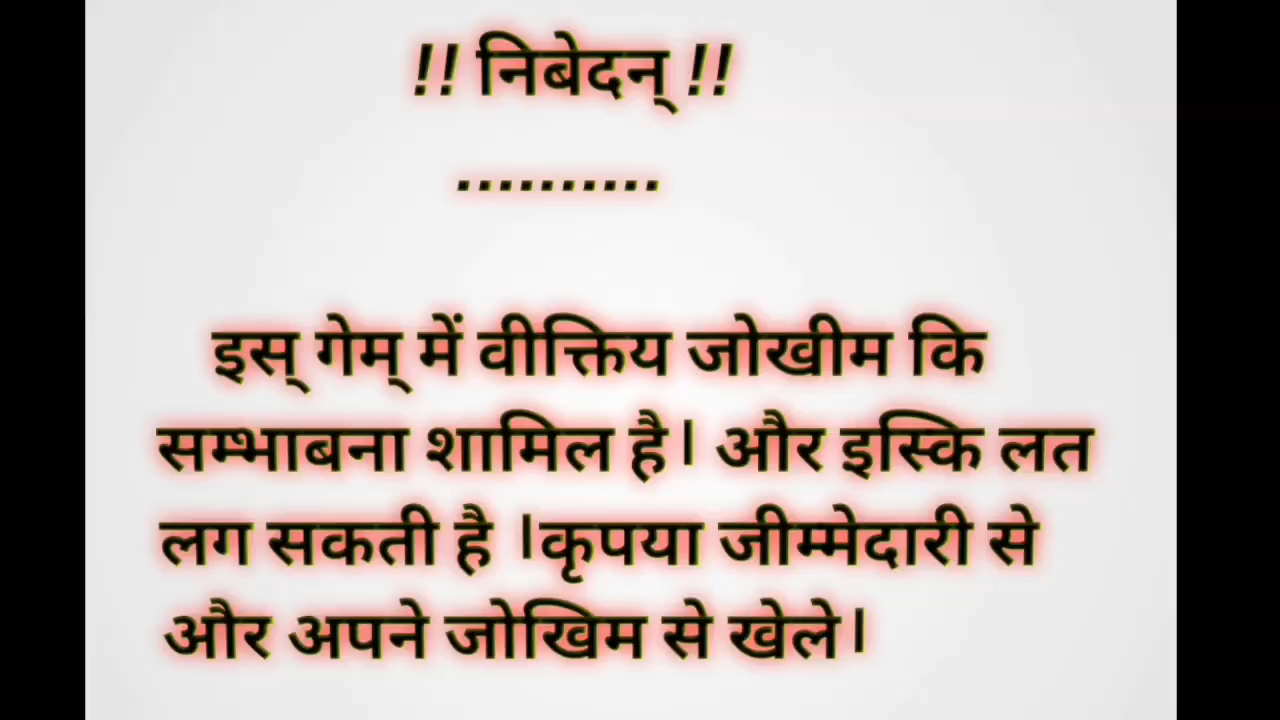 !! निबेदन् !!
..........
इस् गेम् में वीत्तिय जोखीम कि
सम्भाबना शामिल है। और इस्कि लत
लग सकती है ।कृपया जीम्मेदारी से
और अपने जोखिम से खेले।